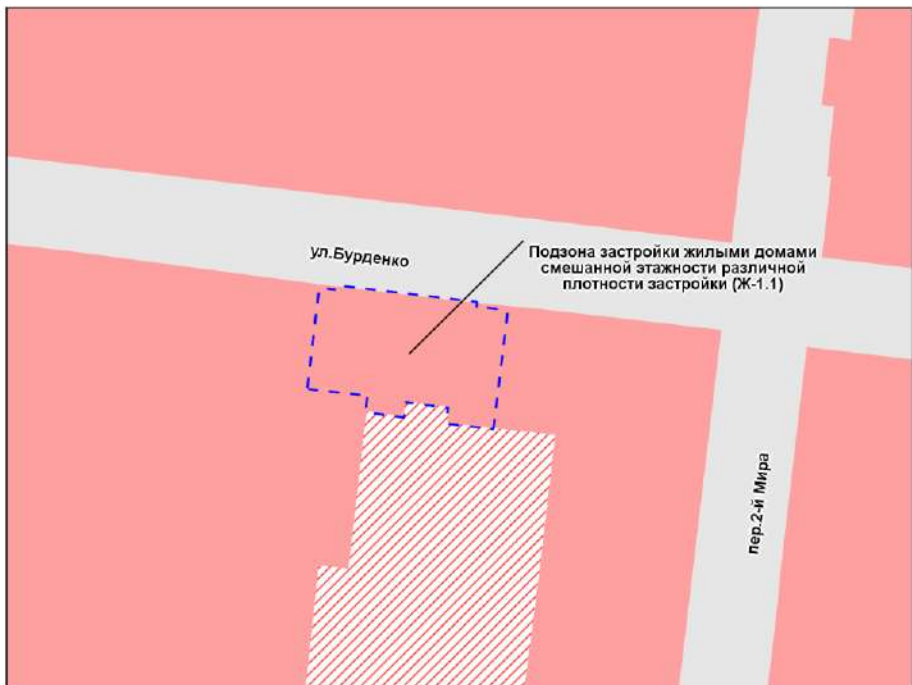 ул.Бурденко
Подзона застройки жилыми домами
смешанной этажности различной
плотности застройки (Ж-1.1)
пер.2-й Мира